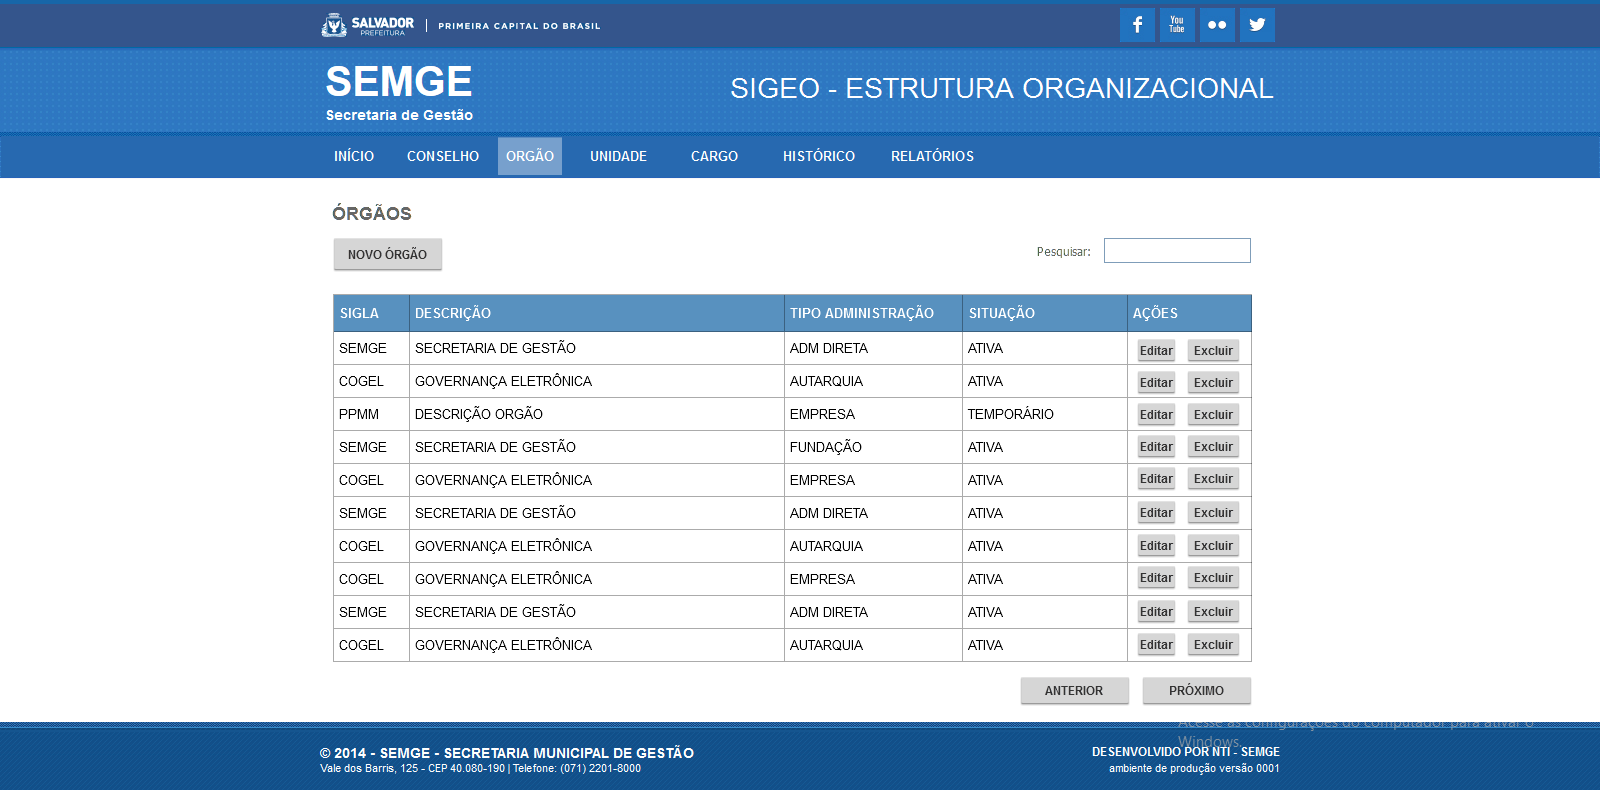 SALVADOR
PREFEITURA
PRIMEIRA CAPITAL DO BRASIL
f You Tube
SEMGE
Secretaria de Gestão
SIGEO - ESTRUTURA ORGANIZACIONAL
INÍCIO CONSELHO ORGÃO UNIDADE CARGO HISTÓRICO RELATÓRIOS
ÓRGÃOS
NOVO ÓRGÃO Pesquisar:
SIGLA DESCRIÇÃO TIPO ADMINISTRAÇÃO SITUAÇÃO AÇÕES
SEMGE SECRETARIA DE GESTÃO ADM DIRETA ATIVA Editar Excluir
COGEL GOVERNANÇA ELETRÔNICA AUTARQUIA ATIVA Editar Excluir
PPMM DESCRIÇÃO ORGÃO EMPRESA TEMPORÁRIO Editar Excluir
SEMGE SECRETARIA DE GESTÃO FUNDAÇÃO ATIVA Editar Excluir
COGEL GOVERNANÇA ELETRÔNICA EMPRESA ATIVA Editar Excluir
SEMGE SECRETARIA DE GESTÃO ADM DIRETA ATIVA Editar Excluir
COGEL GOVERNANÇA ELETRÔNICA AUTARQUIA ATIVA Editar Excluir
COGEL GOVERNANÇA ELETRÔNICA EMPRESA ATIVA Editar Excluir
SEMGE SECRETARIA DE GESTÃO ADM DIRETA ATIVA Editar Excluir
COGEL GOVERNANÇA ELETRÔNICA AUTARQUIA ATIVA Editar Excluir
ANTERIOR PRÓXIMO
Acesse as configurações do computador para ativar o
Windows.
© 2014 - SEMGE - SECRETARIA MUNICIPAL DE GESTÃO
Vale dos Barris, 125 - CEP 40.080-190 | Telefone: (071) 2201-8000
DESENVOLVIDO POR NTI - SEMGE
ambiente de produção versão 0001